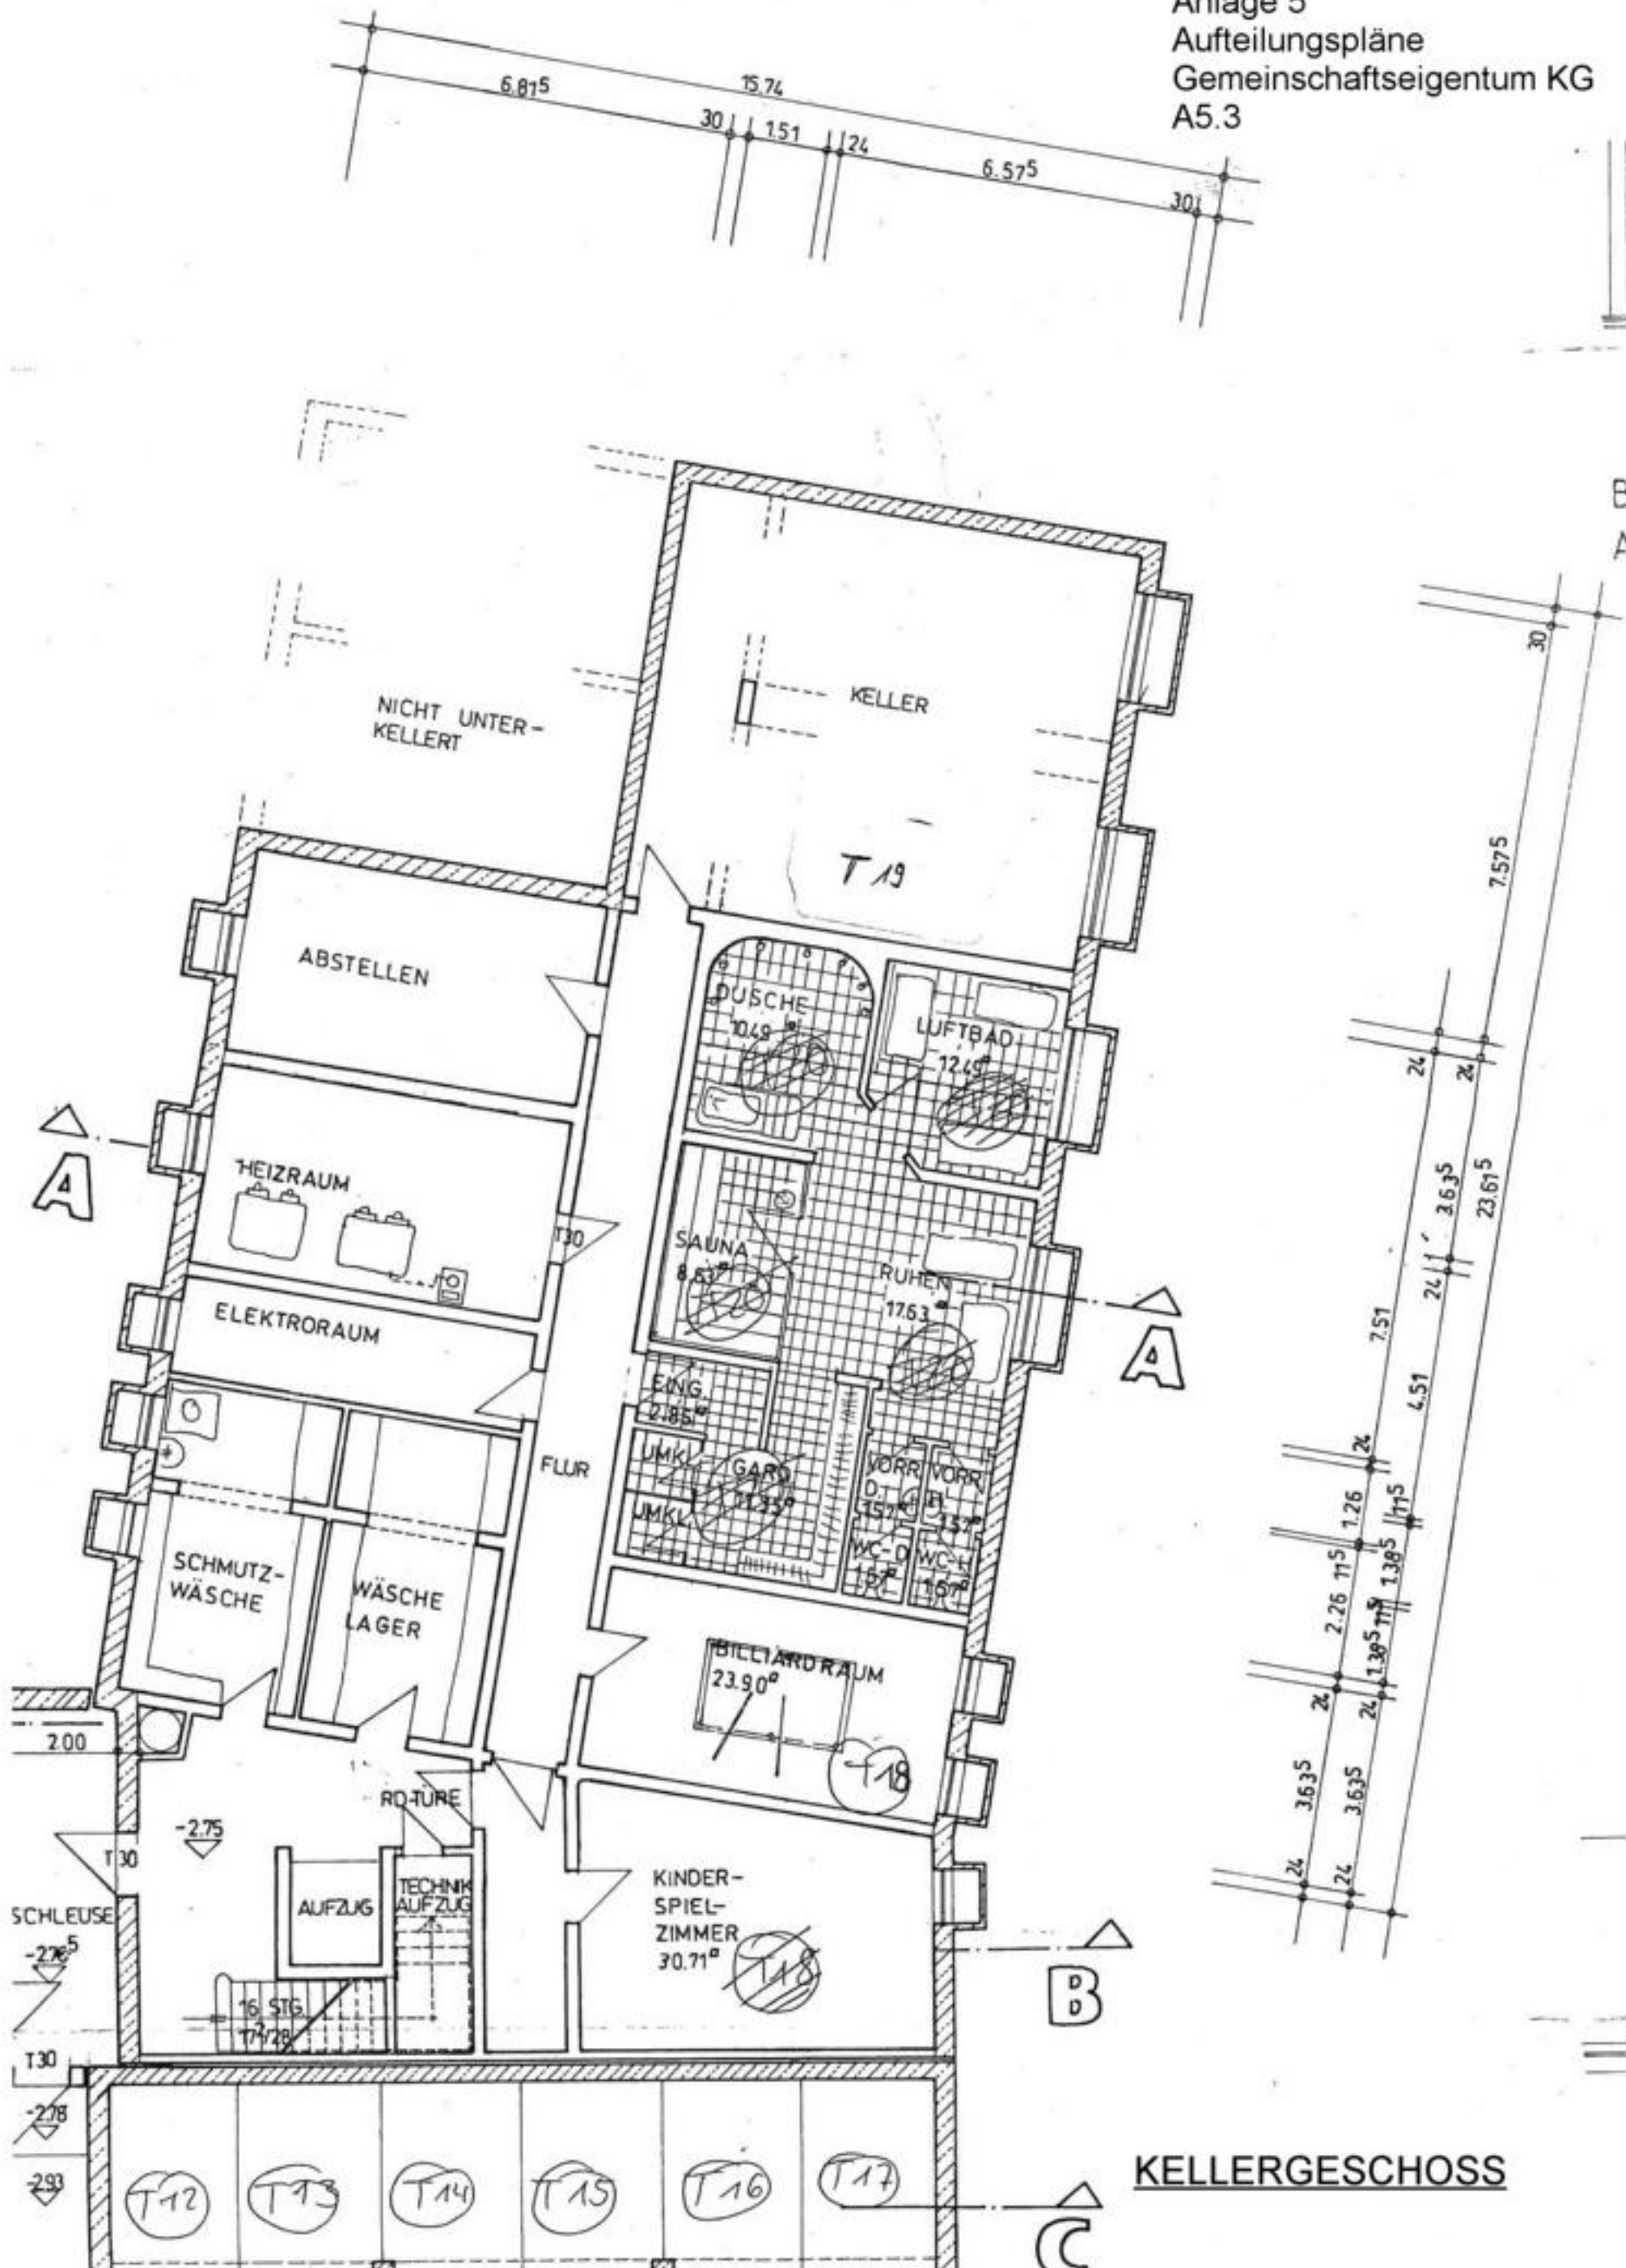 Anlage 5
Aufteilungspläne
Gemeinschaftseigentum KG
A5.3
15.74
6.81⁵
30
1.51
24
6.57⁵
30
B
A
30
NICHT UNTER-
KELLERT
KELLER
T 19
7.57⁵
ABSTELLEN
DUSCHE
10.49
LUFTBAD
12.49
24
24
A
HEIZRAUM
T30
SAUNA
8.63
RUHEN
17.63
3.63⁵
23.61⁵
24
7.51
4.51
A
ELEKTRORAUM
EING.
2.85
UMKL.
UMKL.
GARD.
11.35
VORR.
D.
1.57
VORR.
H
1.57
WC-D
1.57
WC-H
1.57
FLUR
24
1.26
11⁵
11⁵
1.38⁵
2.26
11⁵
1.38⁵
24
24
SCHMUTZ-
WÄSCHE
WÄSCHE
LAGER
BILLIARDRAUM
23.90
T18
2.00
RD-TÜRE
-2.75
T30
3.63⁵
3.63⁵
24
24
AUFZUG
TECHNIK
AUFZUG
KINDER-
SPIEL-
ZIMMER
30.71
T18
SCHLEUSE
16 STG.
17²/28
B
T30
-2.78
-2.93
T12
T13
T14
T15
T16
T17
KELLERGESCHOSS
C